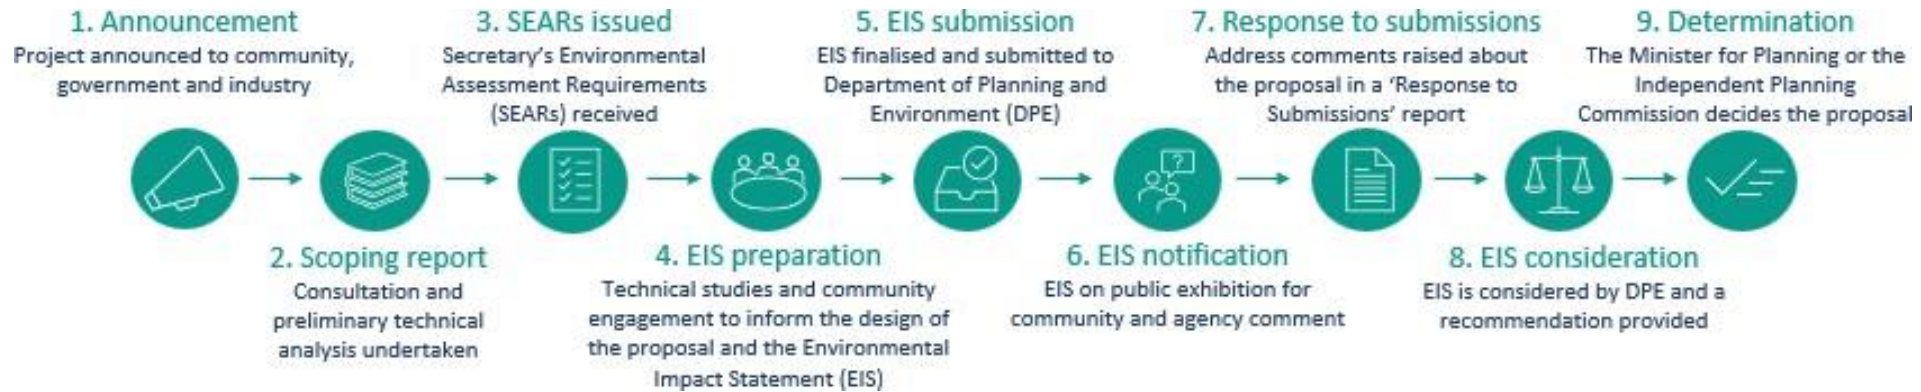 1. Announcement
Project announced to community,
government and industry
2. Scoping report
Consultation and
preliminary technical
analysis undertaken
3. SEARs issued
Secretary's Environmental
Assessment Requirements
(SEARs) received
4. EIS preparation
Technical studies and community
engagement to inform the design of
the proposal and the Environmental
Impact Statement (EIS)
5. EIS submission
EIS finalised and submitted to
Department of Planning and
Environment (DPE)
6. EIS notification
EIS on public exhibition for
community and agency comment
7. Response to submissions
Address comments raised about
the proposal in a 'Response to
Submissions' report
8. EIS consideration
EIS is considered by DPE and a
recommendation provided
9. Determination
The Minister for Planning or the
Independent Planning
Commission decides the proposal